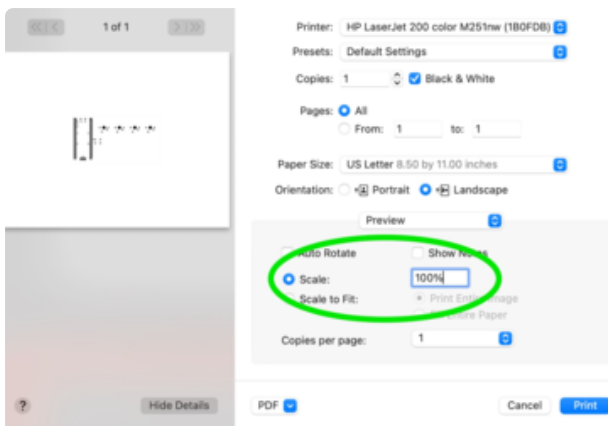 1 of 1
Printer: HP LaserJet 200 color M251nw (1B0FDB)
Presets: Default Settings
Copies: 1 Black & White
Pages: All
From: 1 to: 1
Paper Size: US Letter 8.50 by 11.00 inches
Orientation: Portrait Landscape
Preview
Auto Rotate Show Notes
Scale: 100%
Scale to Fit: Print Entire Image
Entire Paper
Copies per page: 1
? Hide Details PDF Cancel Print